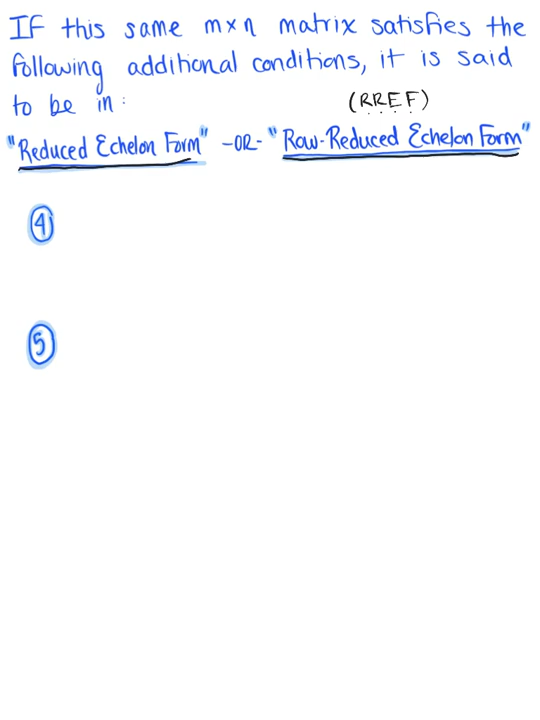 IF this same m×n matrix satisfies the
following additional conditions, it is said
to be in:
(RREF)
"Reduced Echelon Form" -OR- "Row-Reduced Echelon Form"
④
⑤